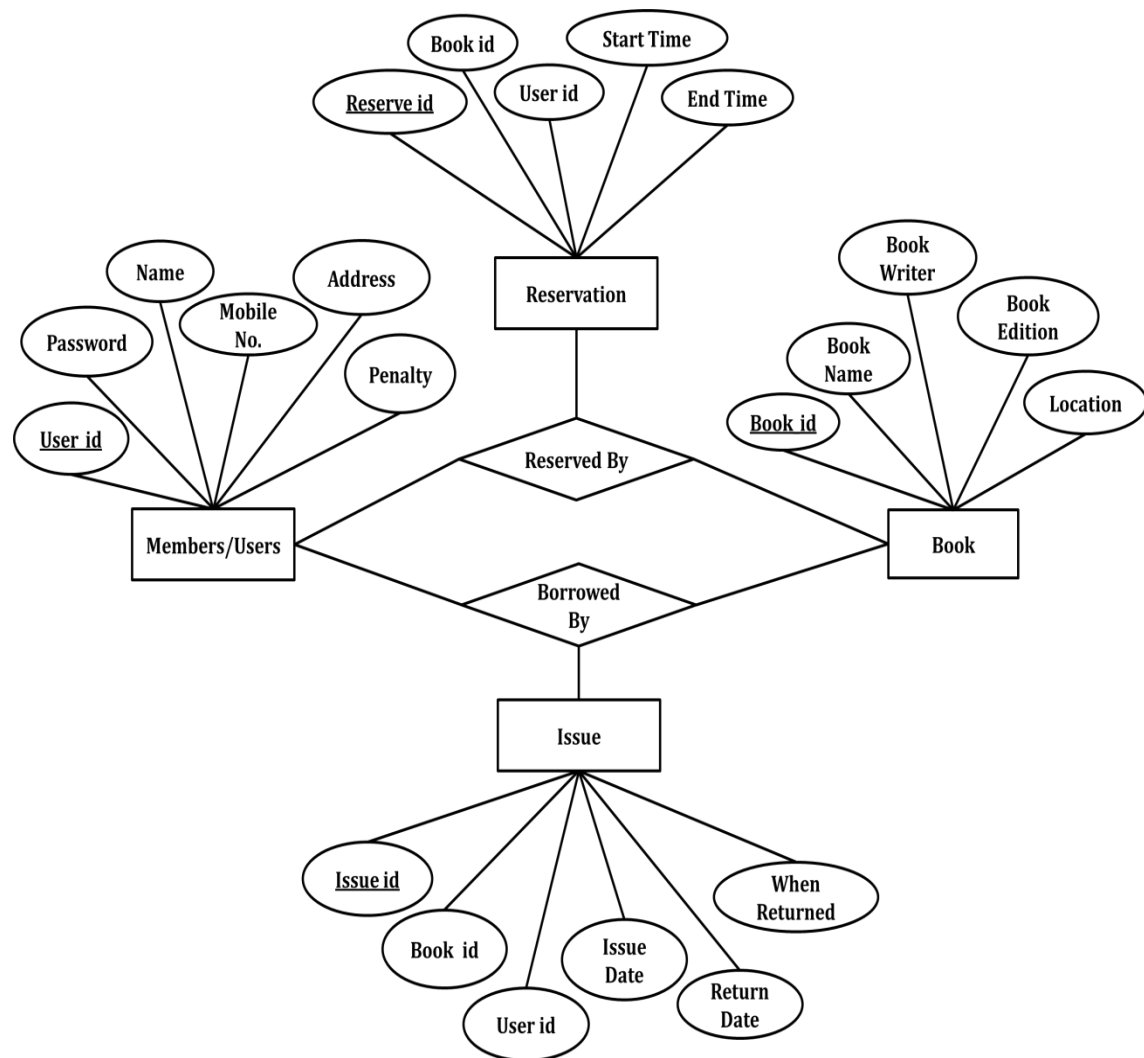 Book id
Start Time
Reserve id
User id
End Time
Reservation
Name
Address
Mobile
No.
Password
Penalty
User id
Members/Users
Book
Writer
Book
Edition
Book
Name
Location
Book id
Book
Reserved By
Borrowed
By
Issue
Issue id
Book id
User id
Issue
Date
Return
Date
When
Returned